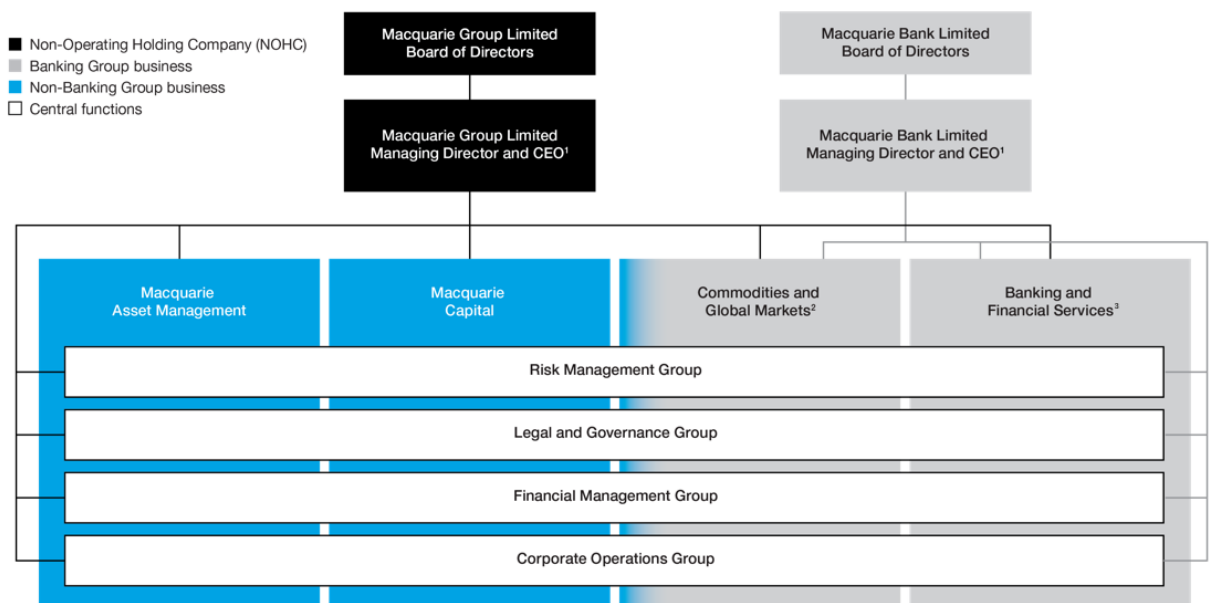 Non-Operating Holding Company (NOHC)
Banking Group business
Non-Banking Group business
Central functions
Macquarie Group Limited
Board of Directors
Macquarie Bank Limited
Board of Directors
Macquarie Group Limited
Managing Director and CEO¹
Macquarie Bank Limited
Managing Director and CEO¹
Macquarie
Asset Management
Macquarie
Capital
Commodities and
Global Markets²
Banking and
Financial Services³
Risk Management Group
Legal and Governance Group
Financial Management Group
Corporate Operations Group